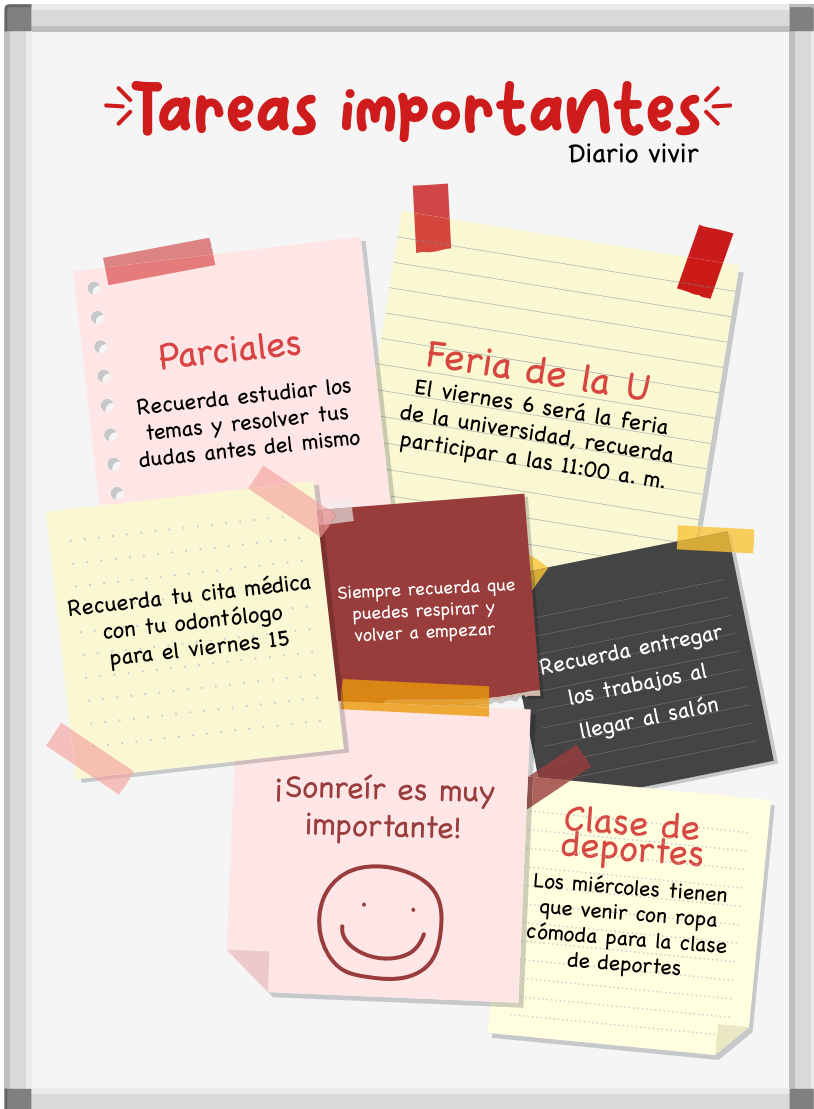 Tareas importantes
Diario vivir
Parciales
Recuerda estudiar los
temas y resolver tus
dudas antes del mismo
Feria de la U
El viernes 6 será la feria
de la universidad, recuerda
participar a las 11:00 a. m.
Recuerda tu cita médica
con tu odontólogo
para el viernes 15
Siempre recuerda que
puedes respirar y
volver a empezar
Recuerda entregar
los trabajos al
llegar al salón
¡Sonreír es muy
importante!
Clase de
deportes
Los miércoles tienen
que venir con ropa
cómoda para la clase
de deportes